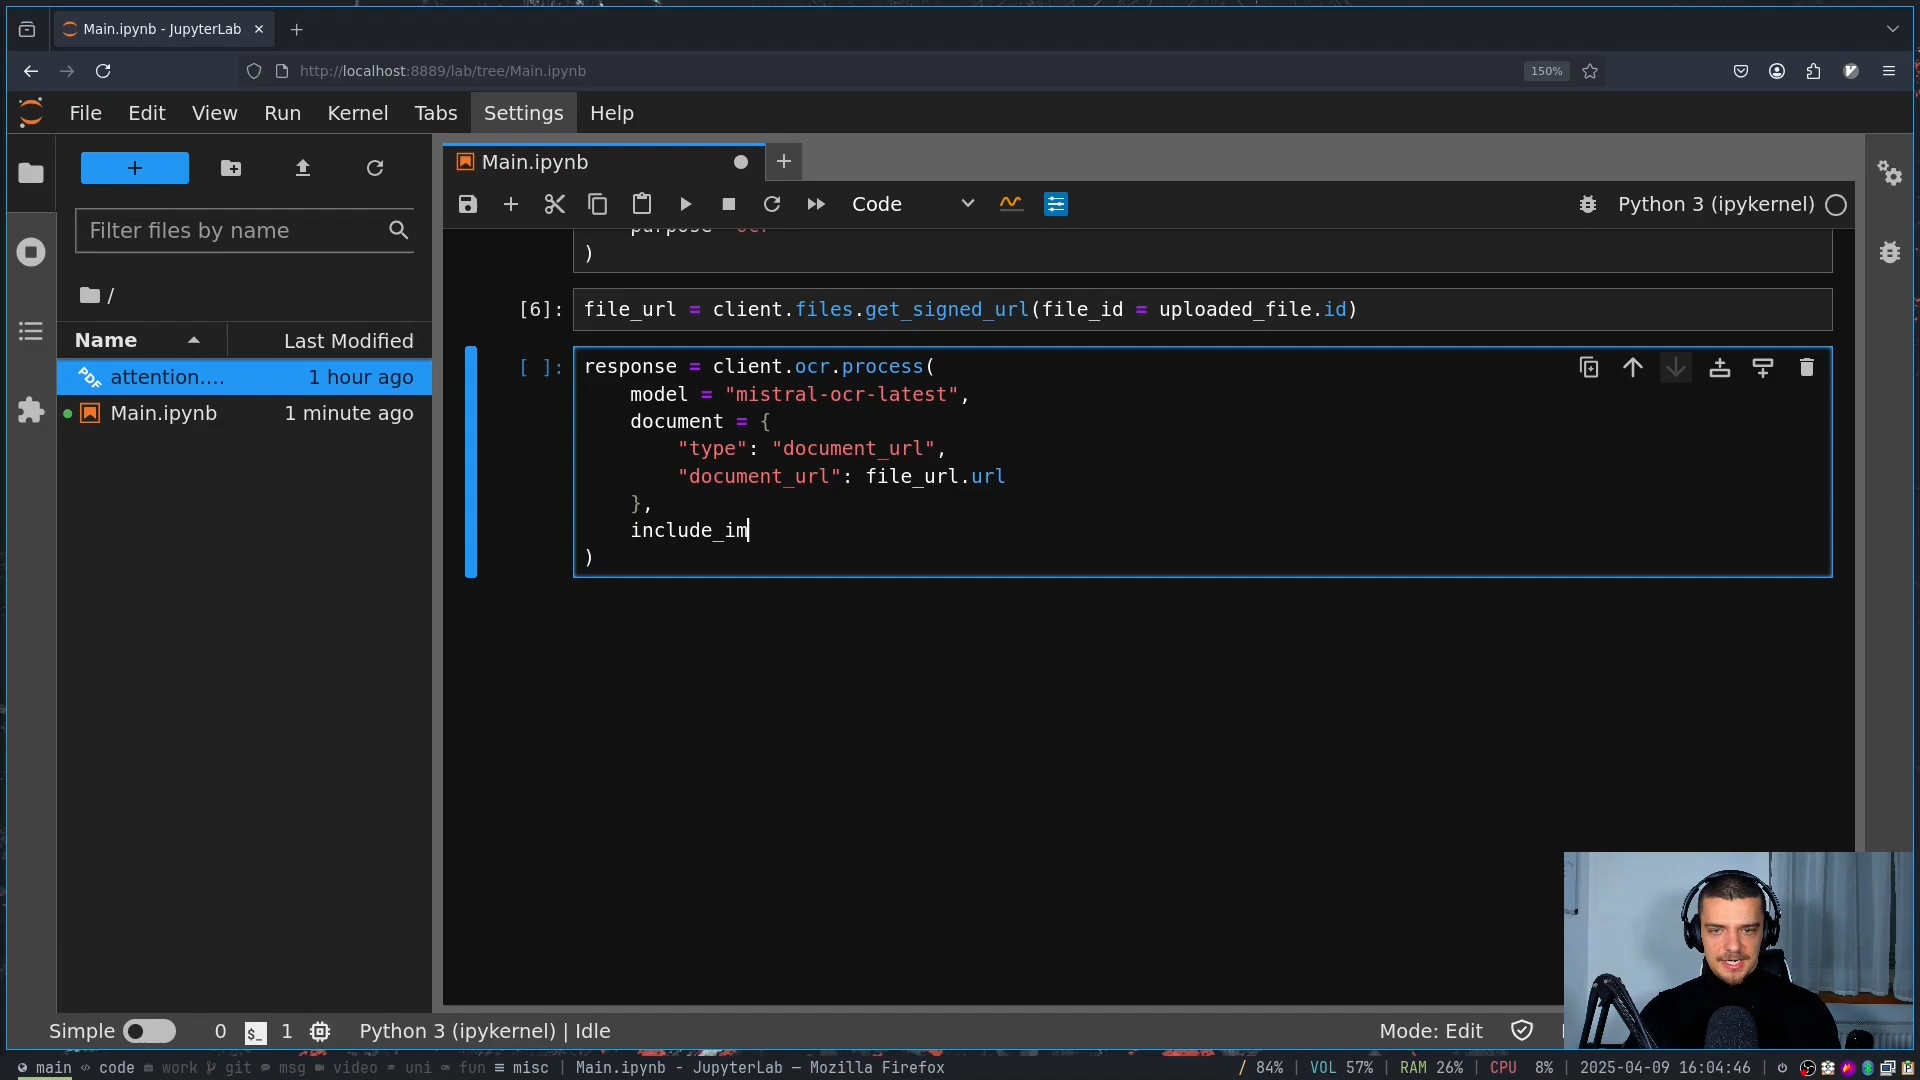 Main.ipynb - JupyterLab
http://localhost:8889/lab/tree/Main.ipynb
150%
File Edit View Run Kernel Tabs Settings Help
Main.ipynb
Code
Python 3 (ipykernel)
Filter files by name
/
Name
Last Modified
attention....
1 hour ago
Main.ipynb
1 minute ago
)
[6]:
file_url = client.files.get_signed_url(file_id = uploaded_file.id)
[ ]:
response = client.ocr.process(
model = "mistral-ocr-latest",
document = {
"type": "document_url",
"document_url": file_url.url
},
include_im
)
Simple
0
$_
1
Python 3 (ipykernel) | Idle
Mode: Edit
main code work git msg video uni fun misc | Main.ipynb - JupyterLab — Mozilla Firefox
/ 84% | VOL 57% | RAM 26% | CPU 8% | 2025-04-09 16:04:46 |